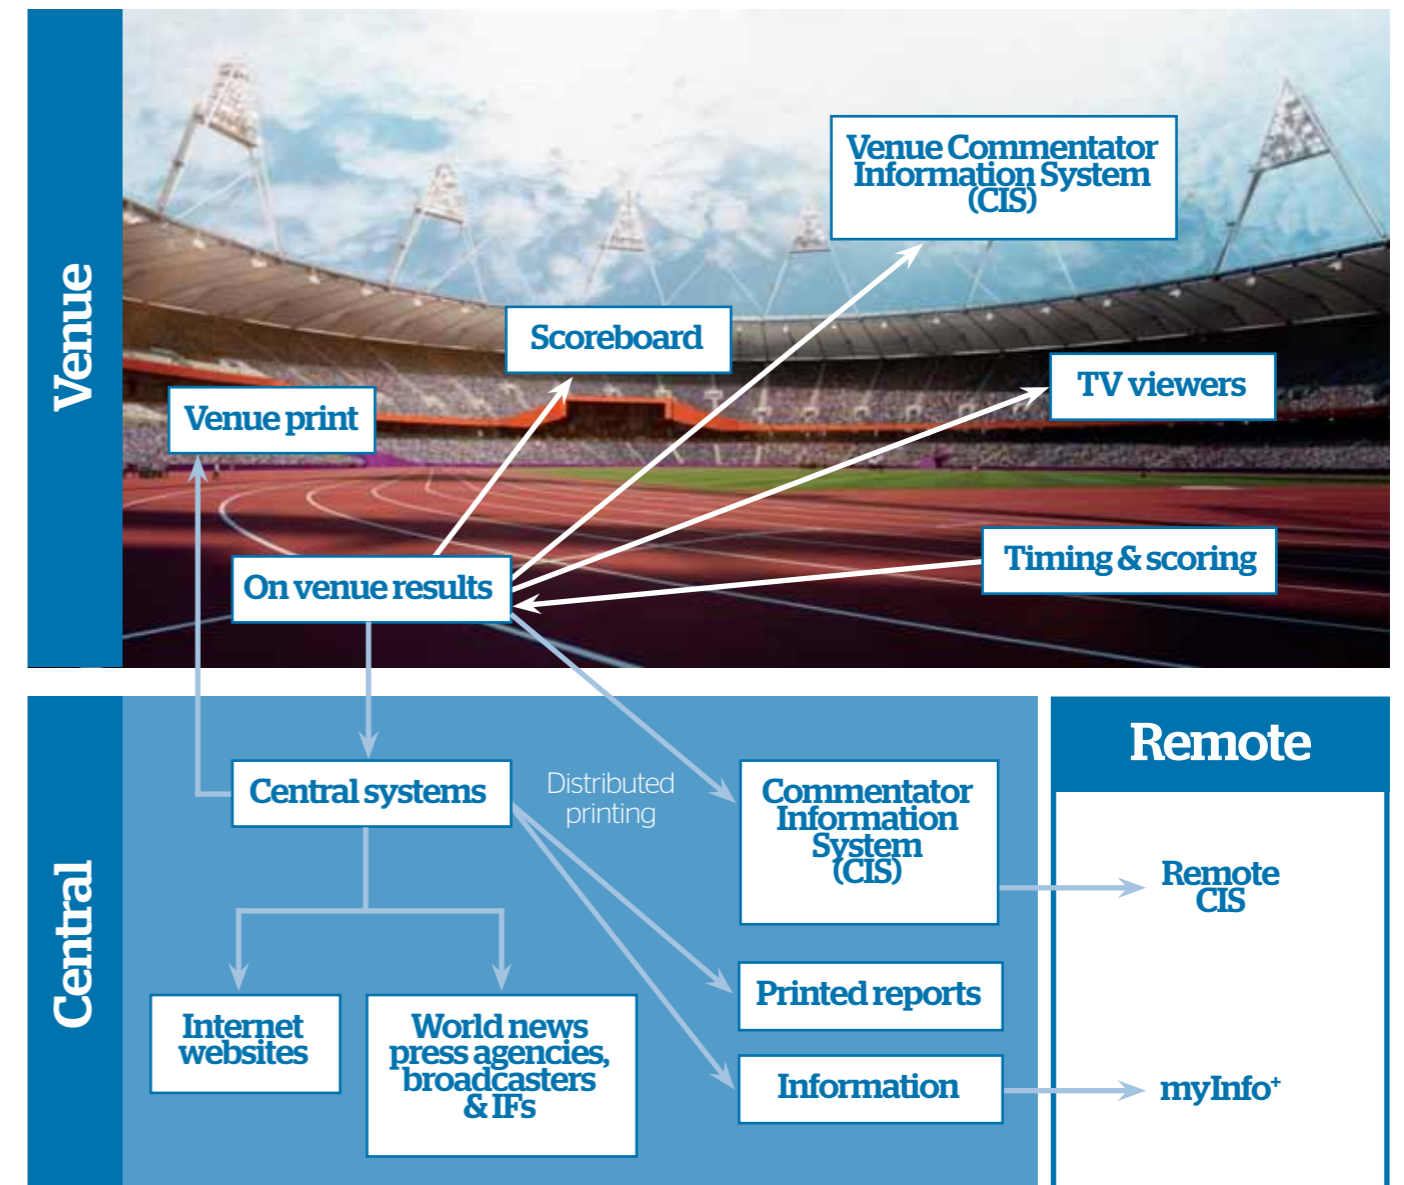 Venue
Venue Commentator
Information System
(CIS)
Scoreboard
TV viewers
Venue print
Timing & scoring
On venue results
Central
Central systems
Distributed
printing
Commentator
Information
System
(CIS)
Printed reports
Information
Internet
websites
World news
press agencies,
broadcasters
& IFs
Remote
Remote
CIS
myInfo⁺